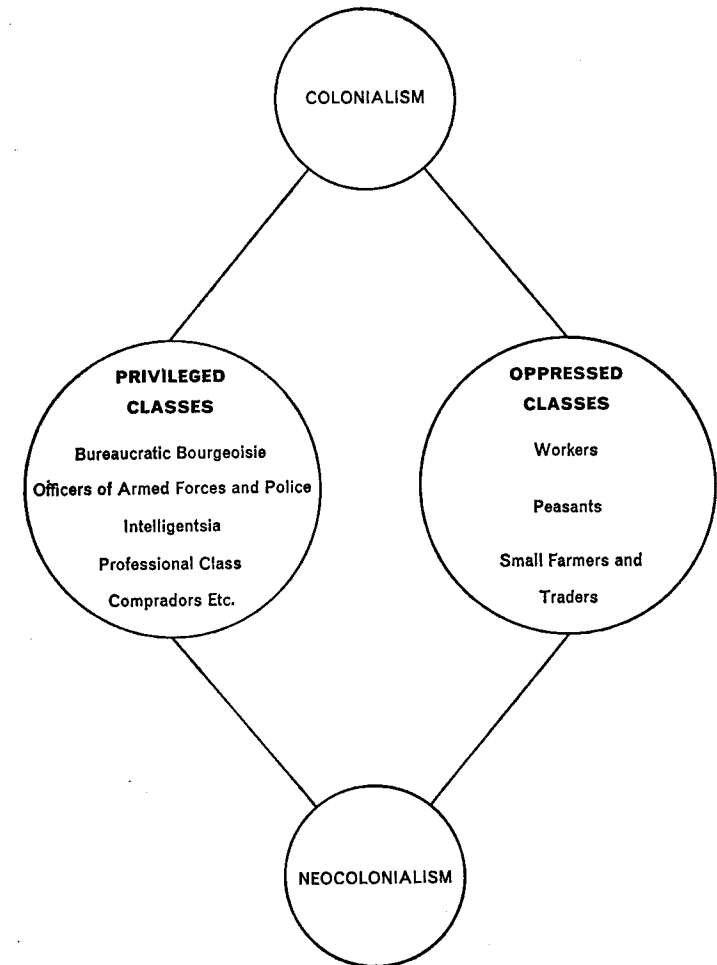 COLONIALISM
PRIVILEGED
CLASSES
Bureaucratic Bourgeoisie
Officers of Armed Forces and Police
Intelligentsia
Professional Class
Compradors Etc.
OPPRESSED
CLASSES
Workers
Peasants
Small Farmers and
Traders
NEOCOLONIALISM